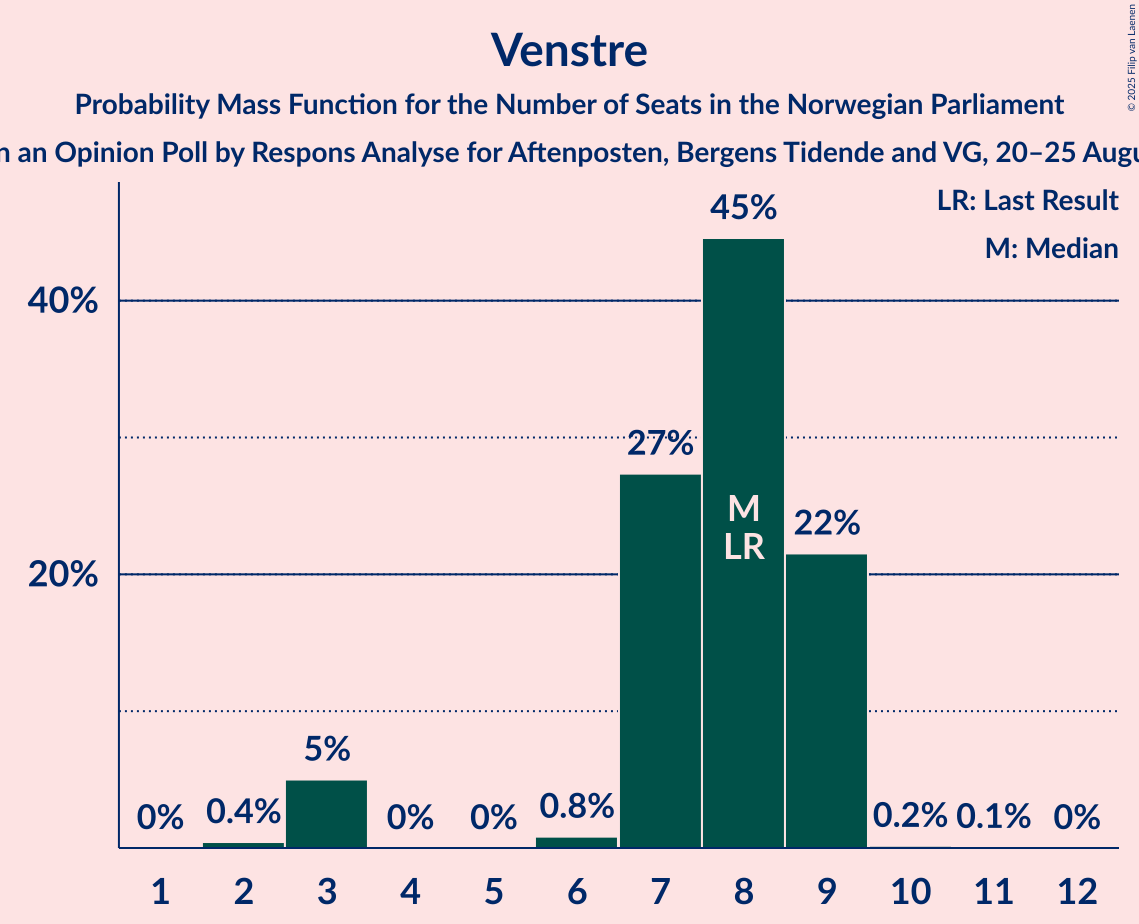 © 2025 Filip van Laenen
Venstre
Probability Mass Function for the Number of Seats in the Norwegian Parliament
an Opinion Poll by Respons Analyse for Aftenposten, Bergens Tidende and VG, 20–25
LR: Last Result
M: Median
45%
40%
27%
M
LR
22%
20%
5%
0% 0.4% 0% 0% 0.8% 0.2% 0.1% 0%
1 2 3 4 5 6 7 8 9 10 11 12